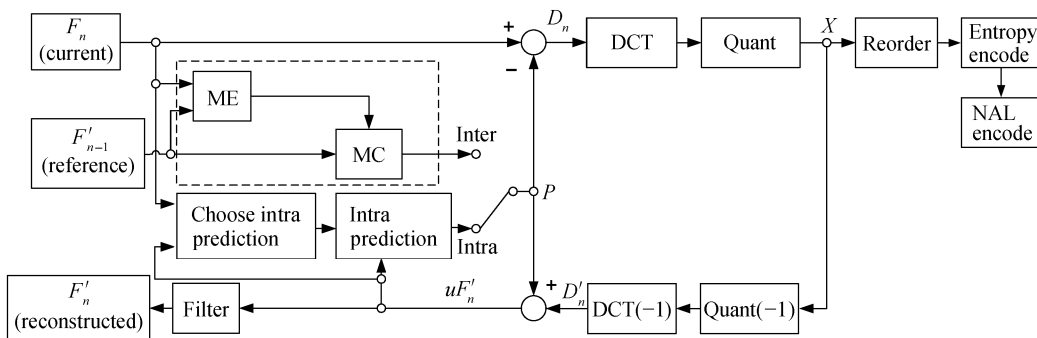 F_n
(current)
+
D_n
DCT
Quant
X
Reorder
Entropy
encode
−
ME
NAL
encode
F'_{n−1}
(reference)
Inter
MC
P
Choose intra
prediction
Intra
prediction
Intra
F'_n
(reconstructed)
Filter
uF'_n
+
D'_n
DCT(−1)
Quant(−1)